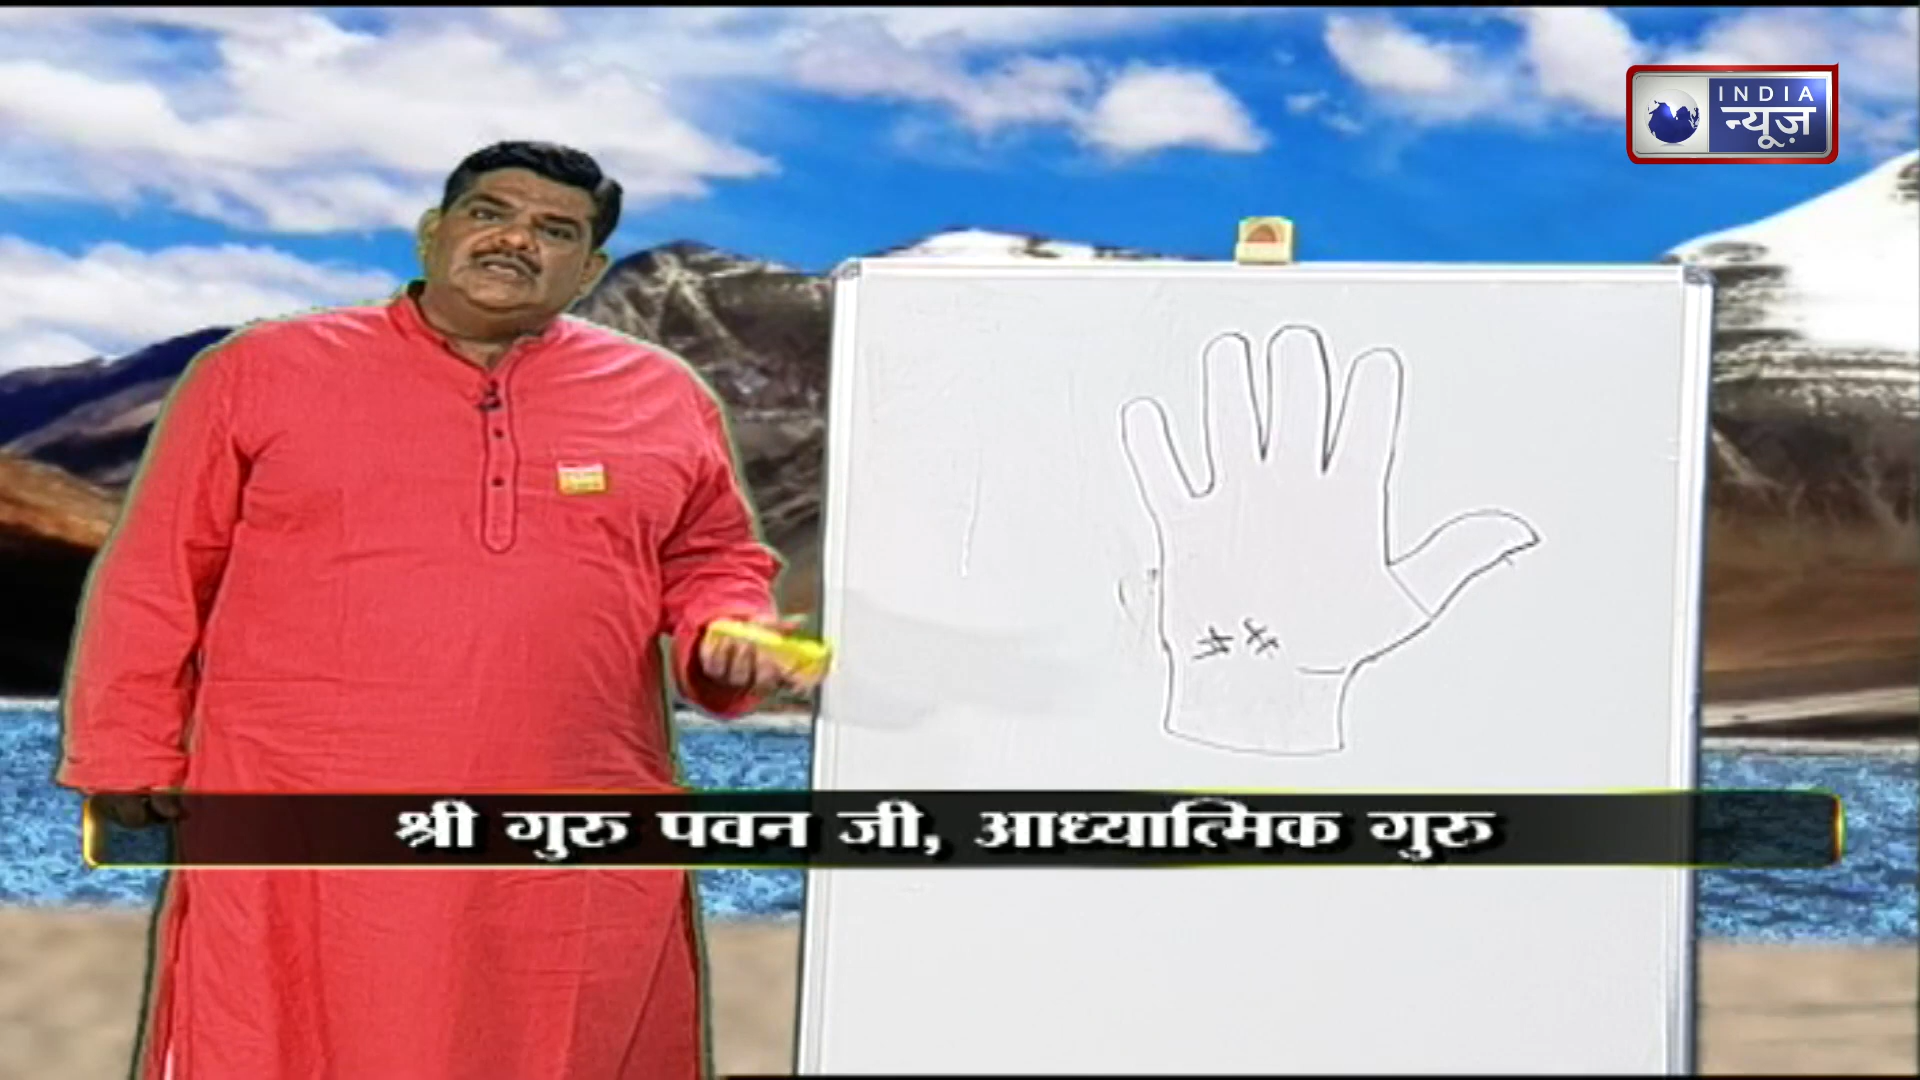 INDIA
न्यूज़
श्री गुरु पवन जी, आध्यात्मिक गुरु